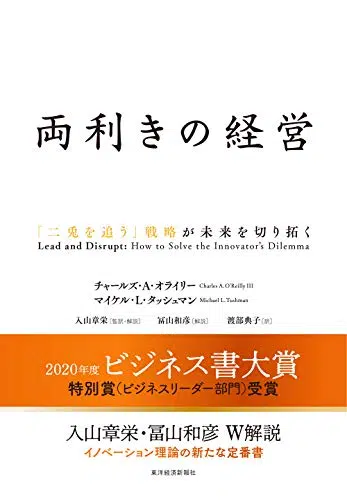 両利きの経営
「二兎を追う」戦略が未来を切り拓く
Lead and Disrupt: How to Solve the Innovator's Dilemma
チャールズ・A・オライリー Charles A. O'Reilly III
マイケル・L・タッシュマン Michael L. Tushman
入山章栄[監訳・解説] 冨山和彦[解説] 渡部典子[訳]
2020年度 ビジネス書大賞
特別賞(ビジネスリーダー部門)受賞
入山章栄・冨山和彦 W解説
イノベーション理論の新たな定番書
東洋経済新報社